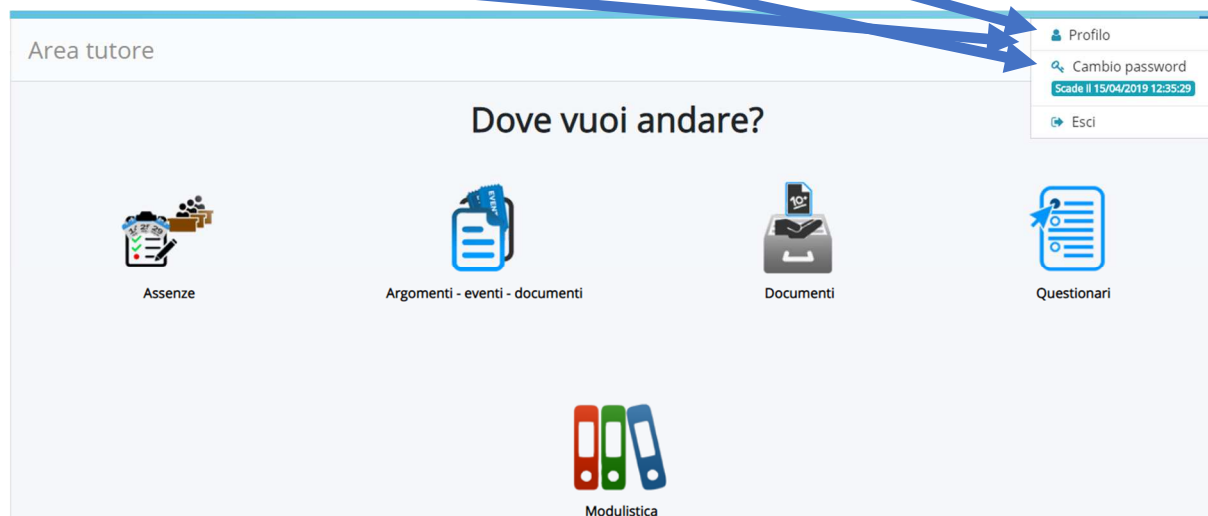 Area tutore
Profilo
Cambio password
Scade il 15/04/2019 12:35:29
Esci
Dove vuoi andare?
Assenze
Argomenti - eventi - documenti
Documenti
Questionari
Modulistica